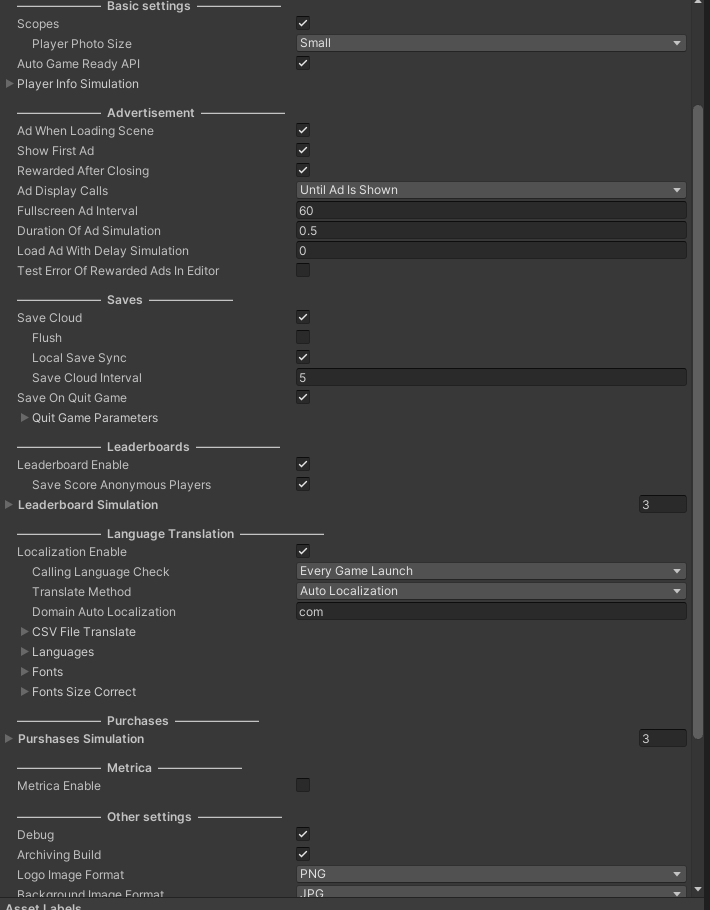 Basic settings
Scopes
Player Photo Size Small
Auto Game Ready API
Player Info Simulation
Advertisement
Ad When Loading Scene
Show First Ad
Rewarded After Closing
Ad Display Calls Until Ad Is Shown
Fullscreen Ad Interval 60
Duration Of Ad Simulation 0.5
Load Ad With Delay Simulation 0
Test Error Of Rewarded Ads In Editor
Saves
Save Cloud
Flush
Local Save Sync
Save Cloud Interval 5
Save On Quit Game
Quit Game Parameters
Leaderboards
Leaderboard Enable
Save Score Anonymous Players
Leaderboard Simulation 3
Language Translation
Localization Enable
Calling Language Check Every Game Launch
Translate Method Auto Localization
Domain Auto Localization com
CSV File Translate
Languages
Fonts
Fonts Size Correct
Purchases
Purshases Simulation 3
Metrica
Metrica Enable
Other settings
Debug
Archiving Build
Logo Image Format PNG
Background Image Format JPG
Asset Labels